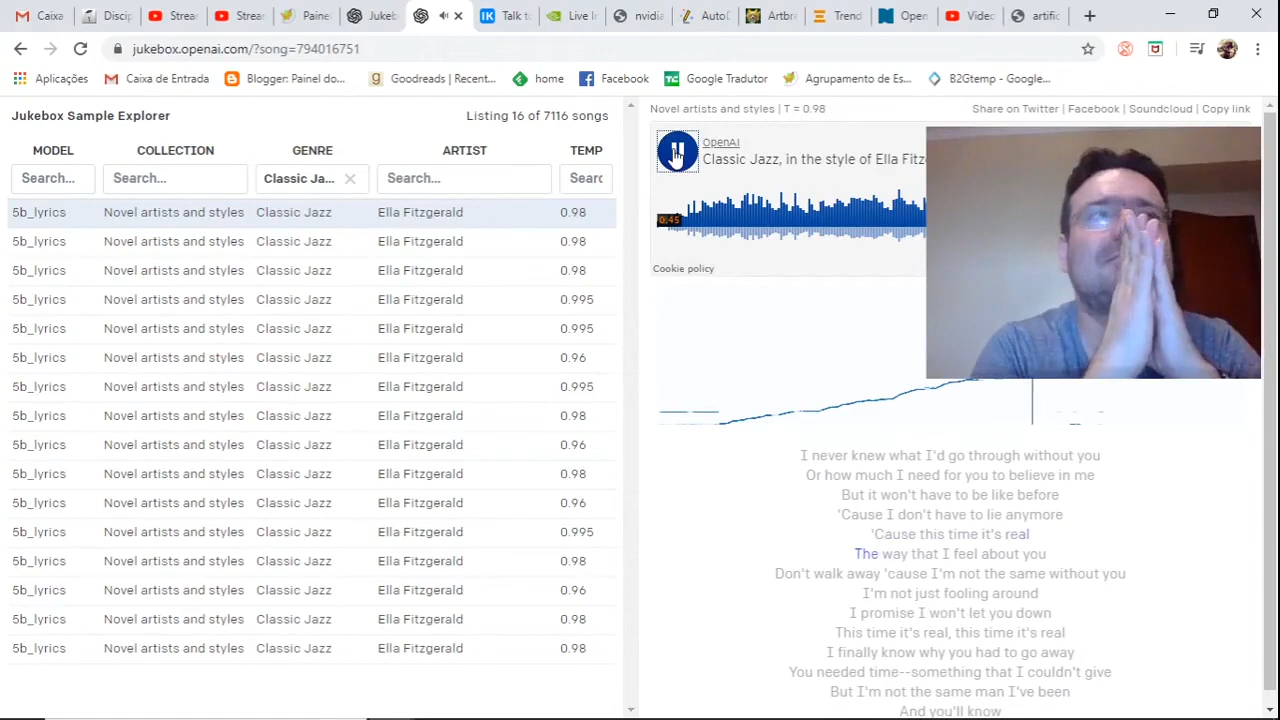 Caixa
Discip
Stream
Stream
Painel
Jukeb
Talk to
Live In
nvidia
AutoD
Artbre
Trend
Open
Video
artific
jukebox.openai.com/?song=794016751
Aplicações
Caixa de Entrada
Blogger: Painel do...
Goodreads | Recent...
home
Facebook
Google Tradutor
Agrupamento de Es...
B2Gtemp - Google...
Jukebox Sample Explorer
Listing 16 of 7116 songs
MODEL COLLECTION GENRE ARTIST TEMP
Search... Search... Classic Ja... Search... Searc
5b_lyrics Novel artists and styles Classic Jazz Ella Fitzgerald 0.98
5b_lyrics Novel artists and styles Classic Jazz Ella Fitzgerald 0.98
5b_lyrics Novel artists and styles Classic Jazz Ella Fitzgerald 0.98
5b_lyrics Novel artists and styles Classic Jazz Ella Fitzgerald 0.995
5b_lyrics Novel artists and styles Classic Jazz Ella Fitzgerald 0.995
5b_lyrics Novel artists and styles Classic Jazz Ella Fitzgerald 0.96
5b_lyrics Novel artists and styles Classic Jazz Ella Fitzgerald 0.995
5b_lyrics Novel artists and styles Classic Jazz Ella Fitzgerald 0.98
5b_lyrics Novel artists and styles Classic Jazz Ella Fitzgerald 0.96
5b_lyrics Novel artists and styles Classic Jazz Ella Fitzgerald 0.98
5b_lyrics Novel artists and styles Classic Jazz Ella Fitzgerald 0.96
5b_lyrics Novel artists and styles Classic Jazz Ella Fitzgerald 0.995
5b_lyrics Novel artists and styles Classic Jazz Ella Fitzgerald 0.98
5b_lyrics Novel artists and styles Classic Jazz Ella Fitzgerald 0.96
5b_lyrics Novel artists and styles Classic Jazz Ella Fitzgerald 0.98
5b_lyrics Novel artists and styles Classic Jazz Ella Fitzgerald 0.98
Novel artists and styles | T = 0.98
Share on Twitter | Facebook | Soundcloud | Copy link
OpenAI
Classic Jazz, in the style of Ella Fitze
0:45
Cookie policy
I never knew what I'd go through without you
Or how much I need for you to believe in me
But it won't have to be like before
'Cause I don't have to lie anymore
'Cause this time it's real
The way that I feel about you
Don't walk away 'cause I'm not the same without you
I'm not just fooling around
I promise I won't let you down
This time it's real, this time it's real
I finally know why you had to go away
You needed time--something that I couldn't give
But I'm not the same man I've been
And you'll know